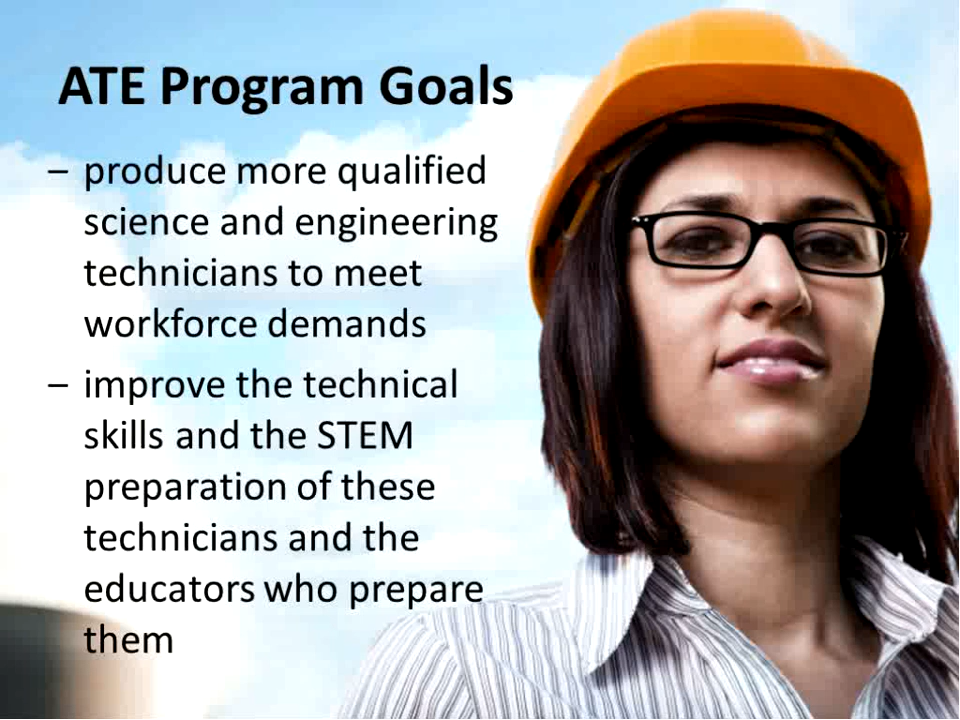 ATE Program Goals
– produce more qualified
science and engineering
technicians to meet
workforce demands
– improve the technical
skills and the STEM
preparation of these
technicians and the
educators who prepare
them